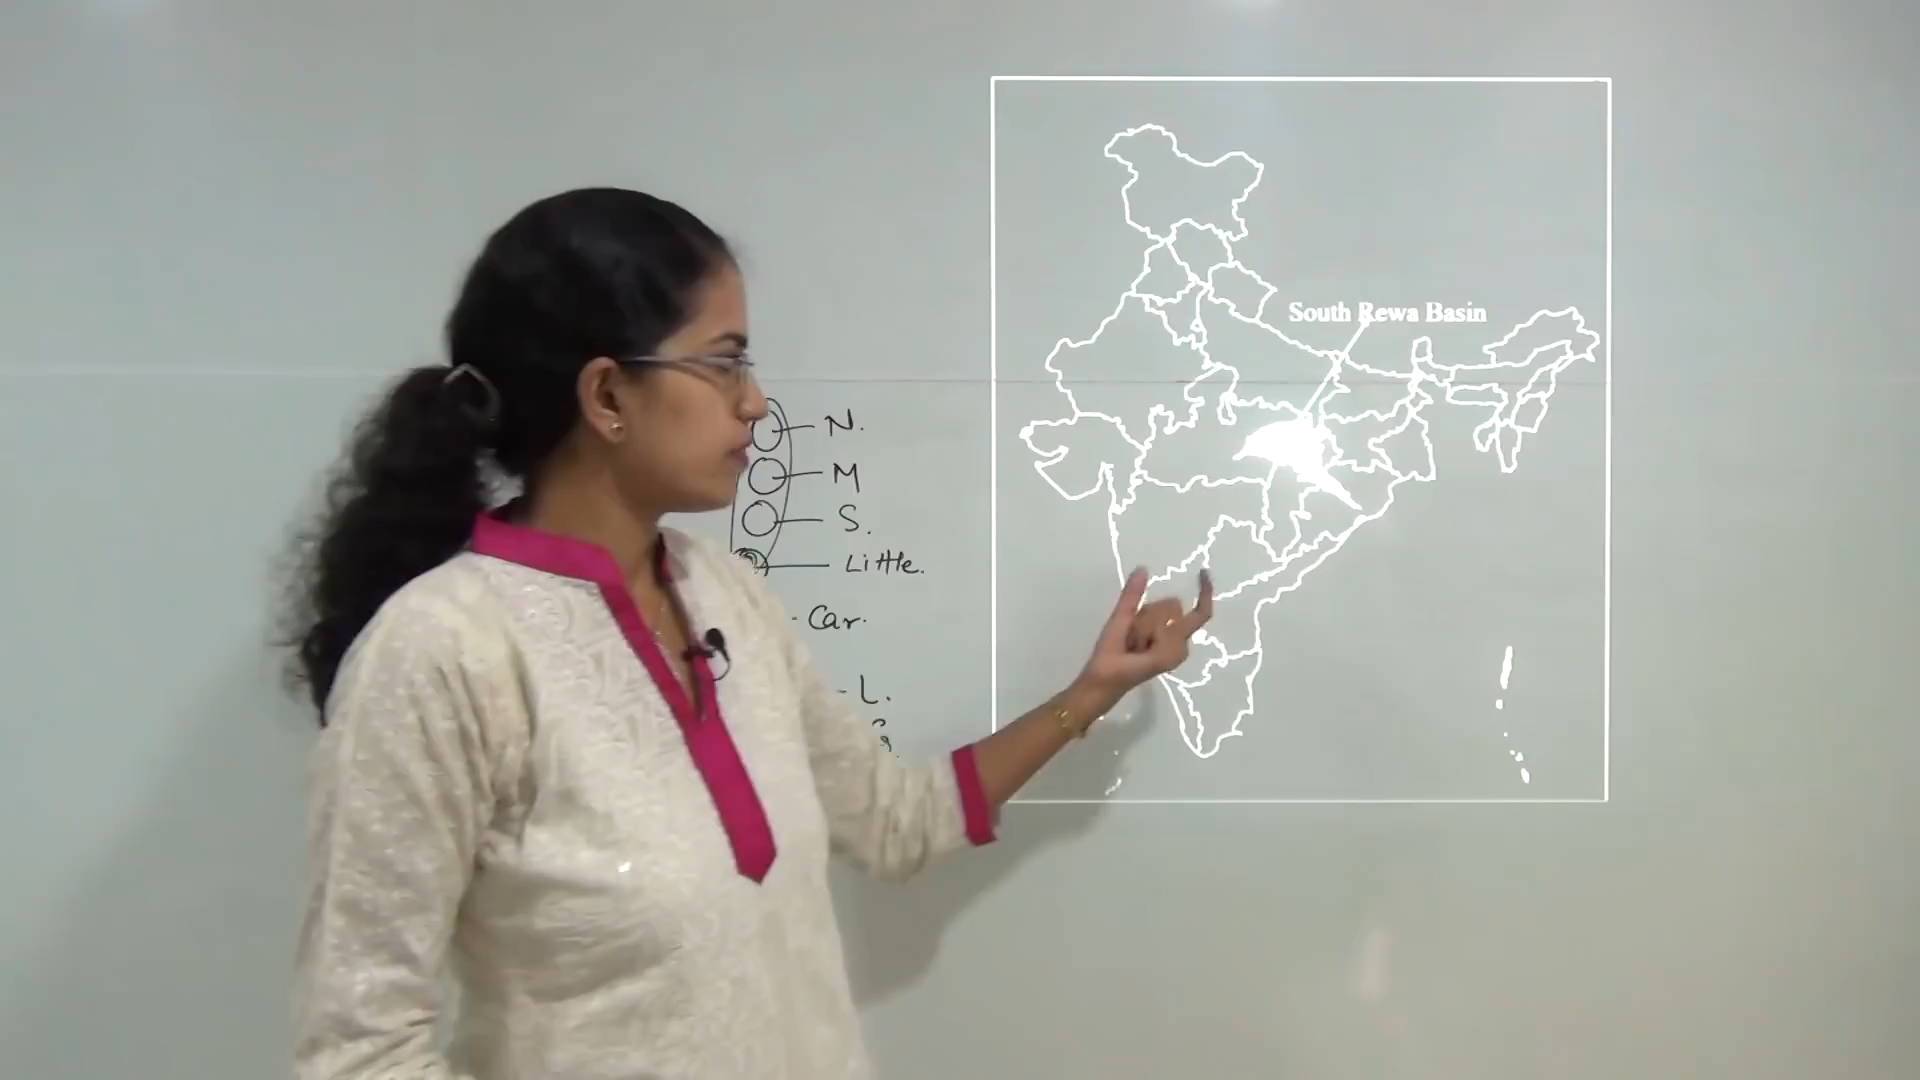 South Rewa Basin
N.
M
S.
Little.
- Car.
- L.